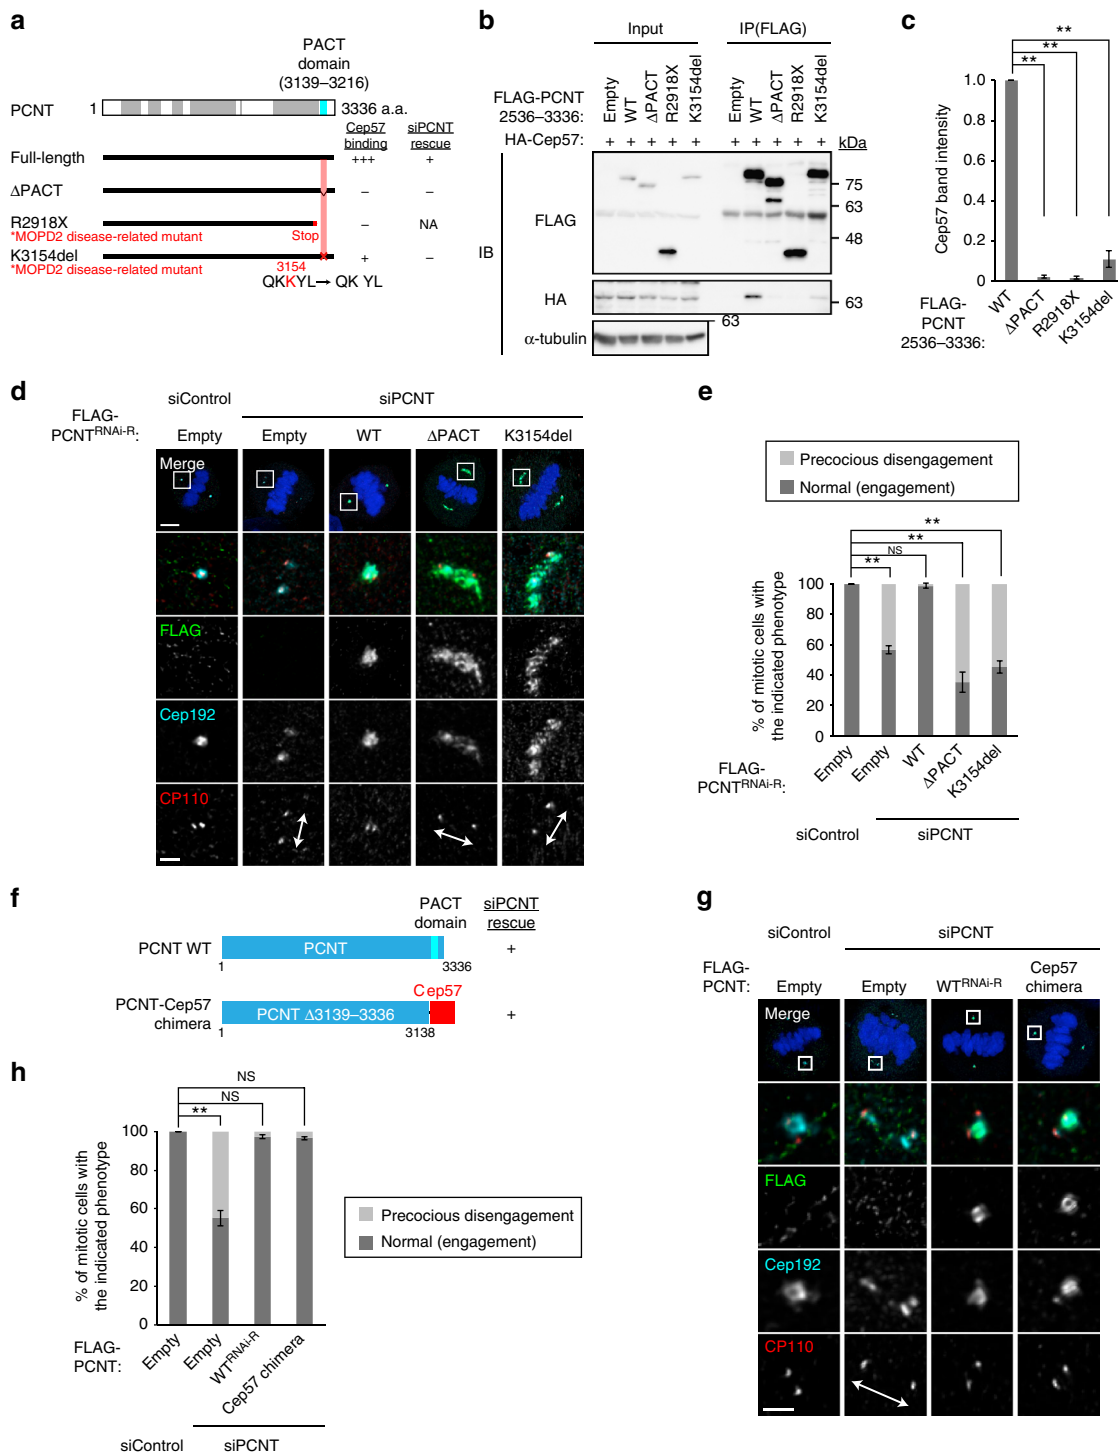 a
PACT
domain
(3139–3216)
PCNT 1 3336 a.a.
Cep57 binding siPCNT rescue
Full-length +++ +
ΔPACT – –
R2918X – NA
*MOPD2 disease-related mutant Stop
K3154del + –
*MOPD2 disease-related mutant 3154
QKKYL → QK YL
b
Input IP(FLAG)
FLAG-PCNT
2536–3336:
Empty WT ΔPACT R2918X K3154del Empty WT ΔPACT R2918X K3154del
HA-Cep57: + + + + + + + + + + kDa
IB
FLAG
75
63
48
HA 63
63
α-tubulin
c
** 
**
**
Cep57 band intensity
1.0
0.8
0.6
0.4
0.2
0
WT ΔPACT R2918X K3154del
FLAG-
PCNT
2536–3336:
d
siControl siPCNT
FLAG-
PCNT^RNAi-R:
Empty Empty WT ΔPACT K3154del
Merge
FLAG
Cep192
CP110
e
Precocious disengagement
Normal (engagement)
**
**
NS
**
% of mitotic cells with
the indicated phenotype
100
80
60
40
20
0
Empty Empty WT ΔPACT K3154del
FLAG-
PCNT^RNAi-R:
siControl siPCNT
f
PACT
domain
siPCNT
rescue
PCNT WT PCNT +
1 3336
Cep57
PCNT-Cep57
chimera
PCNT Δ3139–3336 +
1 3138
g
siControl siPCNT
FLAG-
PCNT:
Empty Empty WT^RNAi-R Cep57 chimera
Merge
FLAG
Cep192
CP110
h
NS
NS
**
% of mitotic cells with
the indicated phenotype
100
80
60
40
20
0
Precocious disengagement
Normal (engagement)
Empty Empty WT^RNAi-R Cep57 chimera
FLAG-
PCNT:
siControl siPCNT